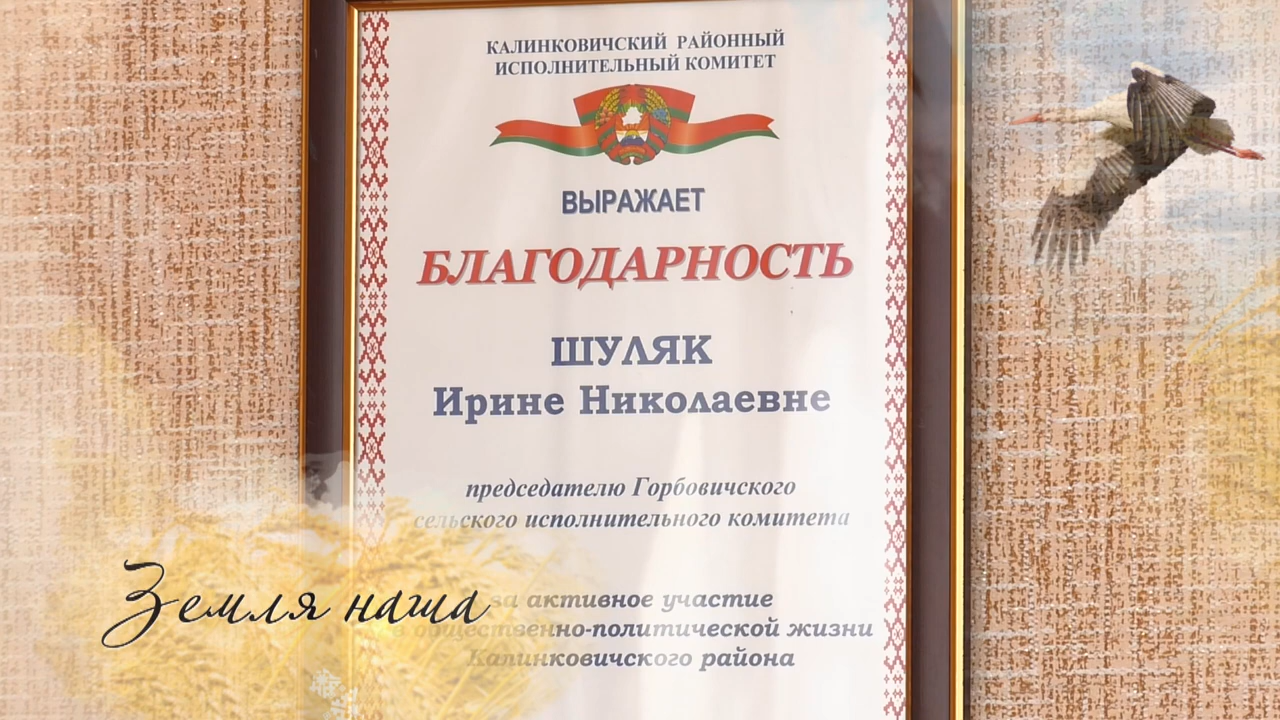 КАЛИНКОВИЧСКИЙ РАЙОННЫЙ
ИСПОЛНИТЕЛЬНЫЙ КОМИТЕТ
ВЫРАЖАЕТ
БЛАГОДАРНОСТЬ
ШУЛЯК
Ирине Николаевне
председателю Горбовичского
сельского исполнительного комитета
за активное участие
в общественно-политической жизни
Калинковичского района
Земля наша